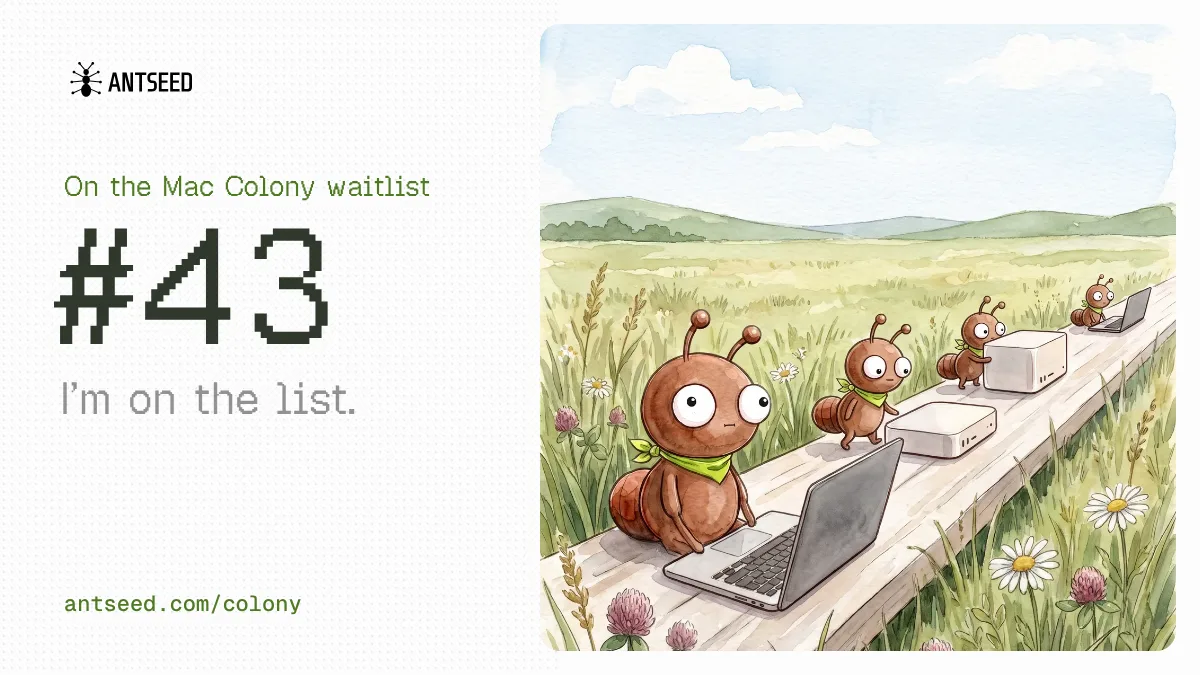 ANTSEED
On the Mac Colony waitlist
#43
I'm on the list.
antseed.com/colony